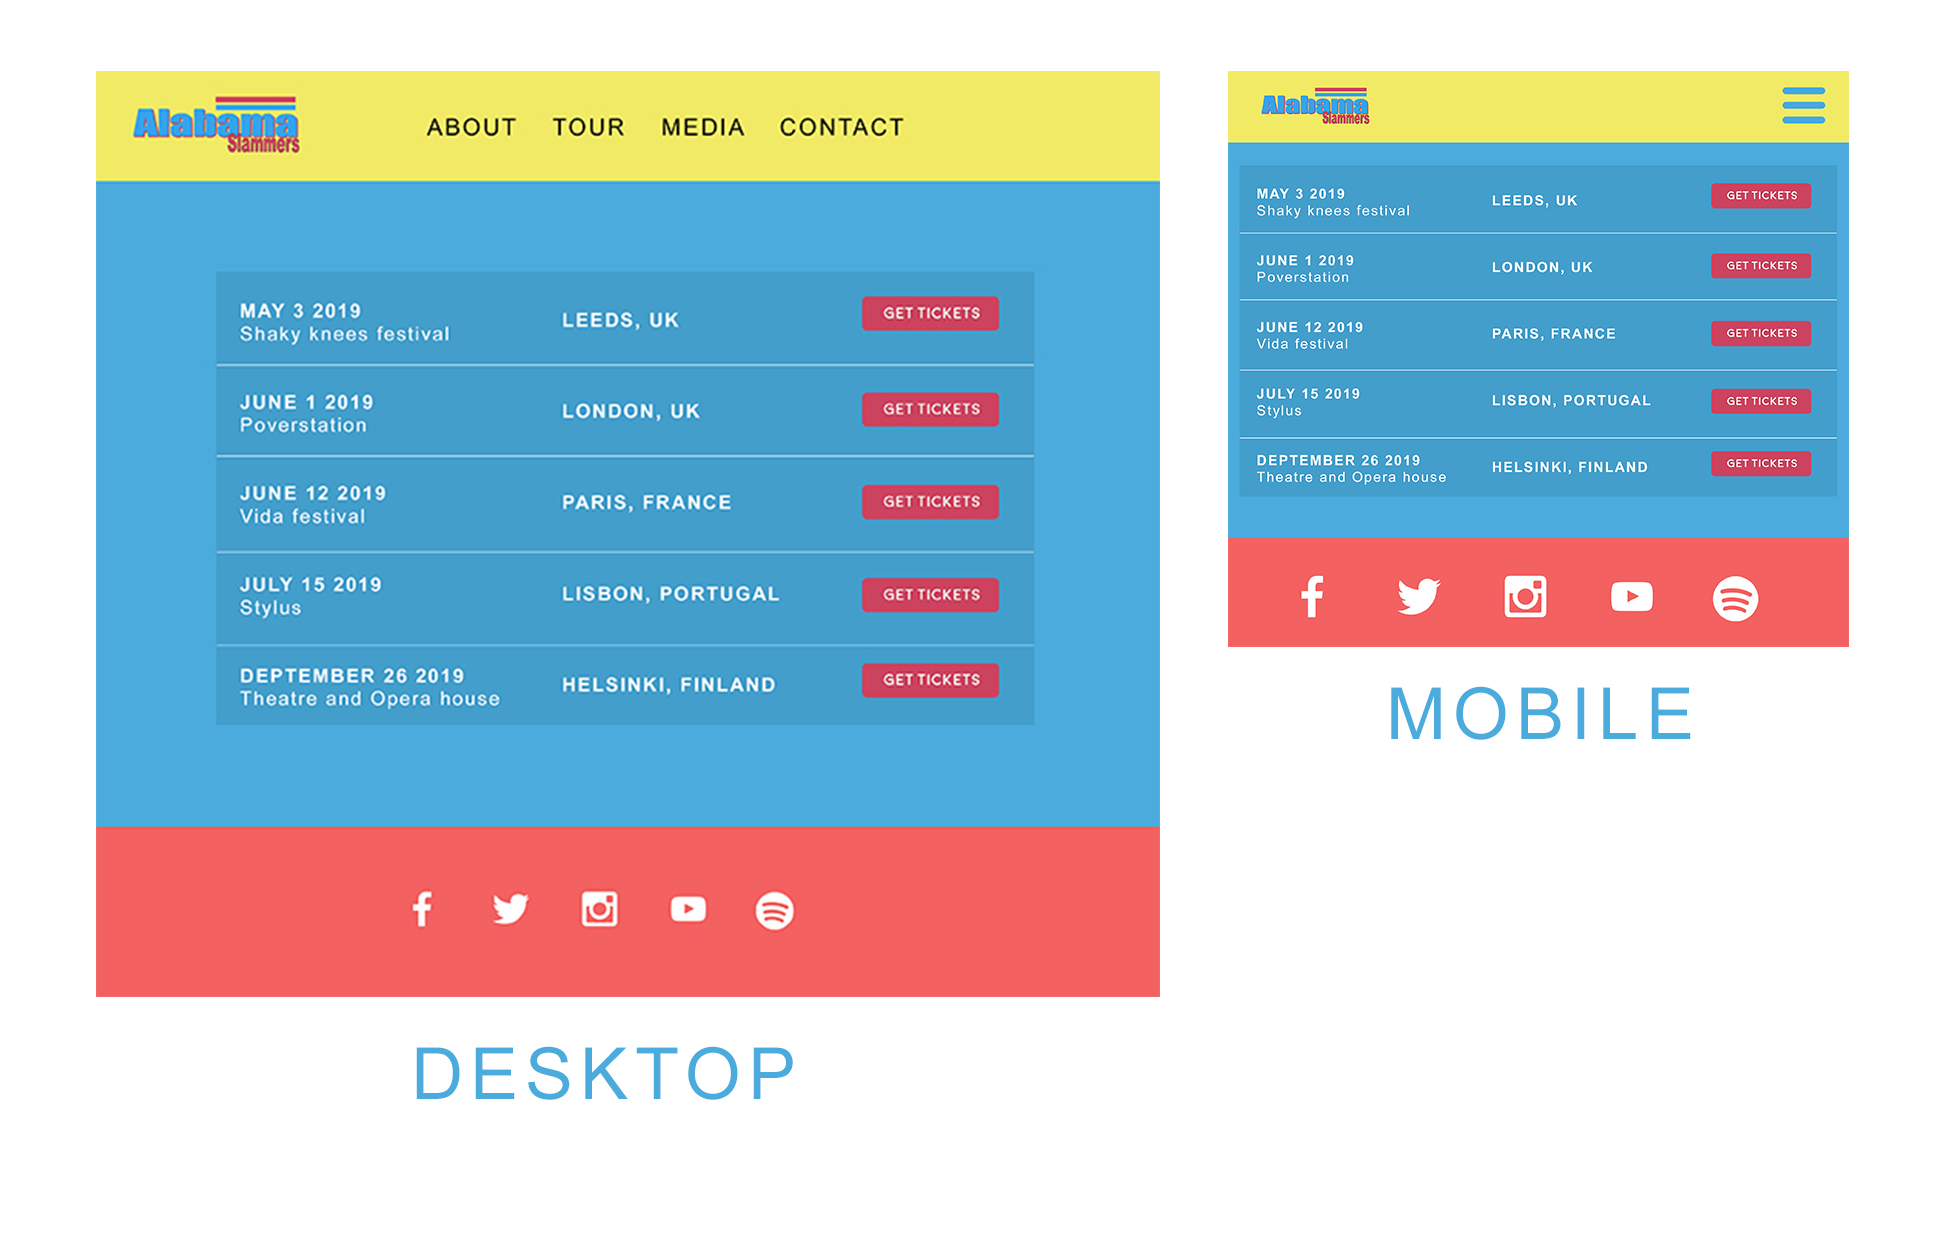 Alabama
Slammers
ABOUT TOUR MEDIA CONTACT
MAY 3 2019
Shaky knees festival
LEEDS, UK
GET TICKETS
JUNE 1 2019
Poverstation
LONDON, UK
GET TICKETS
JUNE 12 2019
Vida festival
PARIS, FRANCE
GET TICKETS
JULY 15 2019
Stylus
LISBON, PORTUGAL
GET TICKETS
DEPTEMBER 26 2019
Theatre and Opera house
HELSINKI, FINLAND
GET TICKETS
DESKTOP
Alabama
Slammers
MAY 3 2019
Shaky knees festival
LEEDS, UK
GET TICKETS
JUNE 1 2019
Poverstation
LONDON, UK
GET TICKETS
JUNE 12 2019
Vida festival
PARIS, FRANCE
GET TICKETS
JULY 15 2019
Stylus
LISBON, PORTUGAL
GET TICKETS
DEPTEMBER 26 2019
Theatre and Opera house
HELSINKI, FINLAND
GET TICKETS
MOBILE